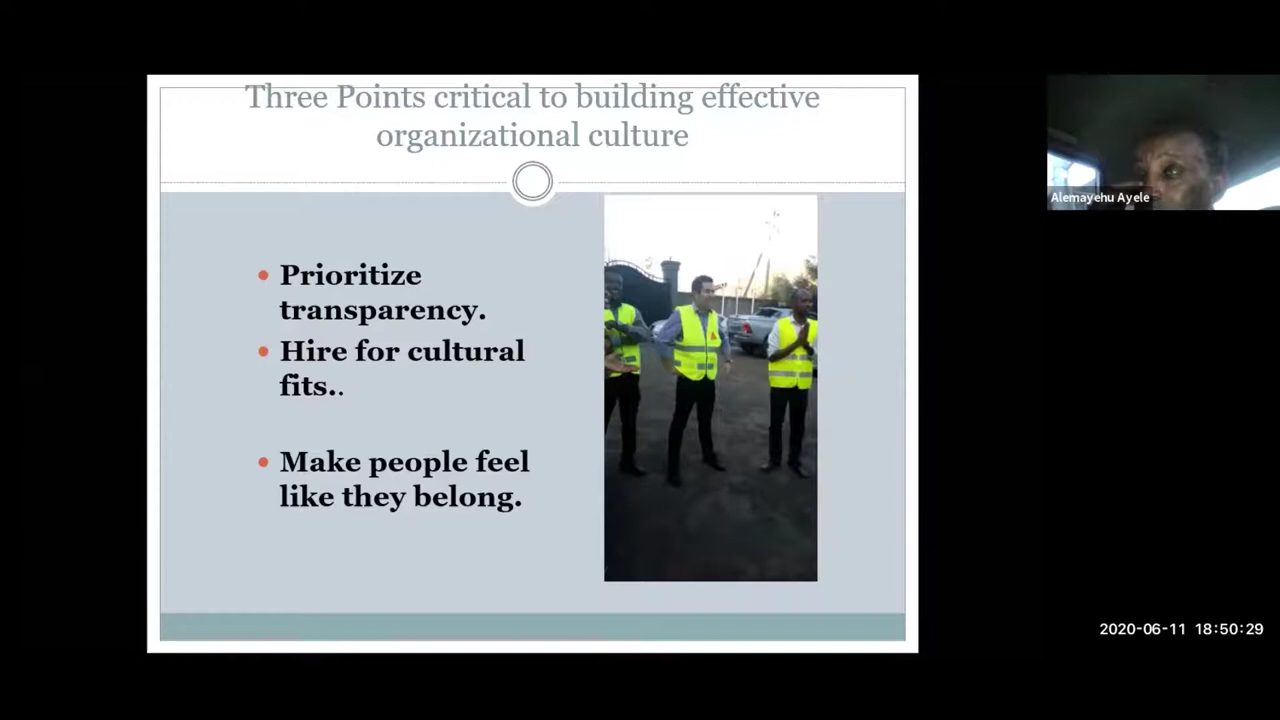 Three Points critical to building effective
organizational culture
• Prioritize
transparency.
• Hire for cultural
fits..
• Make people feel
like they belong.
Alemayehu Ayele
2020-06-11 18:50:29